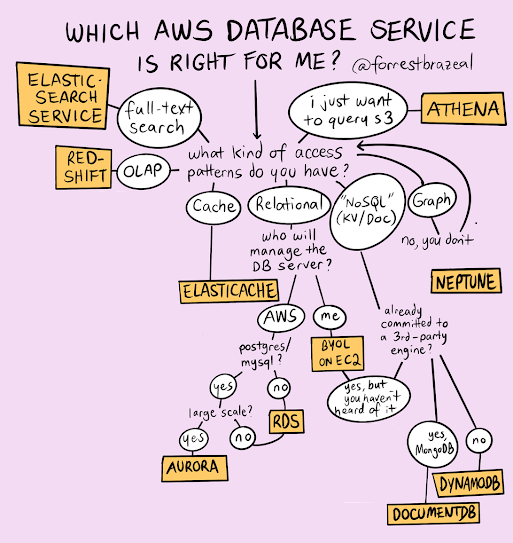 WHICH AWS DATABASE SERVICE
IS RIGHT FOR ME? @forrestbrazeal
ELASTIC-
SEARCH
SERVICE
full-text
search
i just want
to query s3
ATHENA
RED-
SHIFT
OLAP
what kind of access
patterns do you have?
Cache
Relational
"NoSQL"
(KV/DOC)
Graph
no, you don't
NEPTUNE
who will
manage the
DB server?
ELASTICACHE
AWS
me
already
committed to
a 3rd-party
engine?
postgres/
mysql?
BYOL
ON EC2
yes
no
yes, but
you haven't
heard of it
large scale?
RDS
yes
no
yes,
MongoDB
no
AURORA
DYNAMODB
DOCUMENTDB